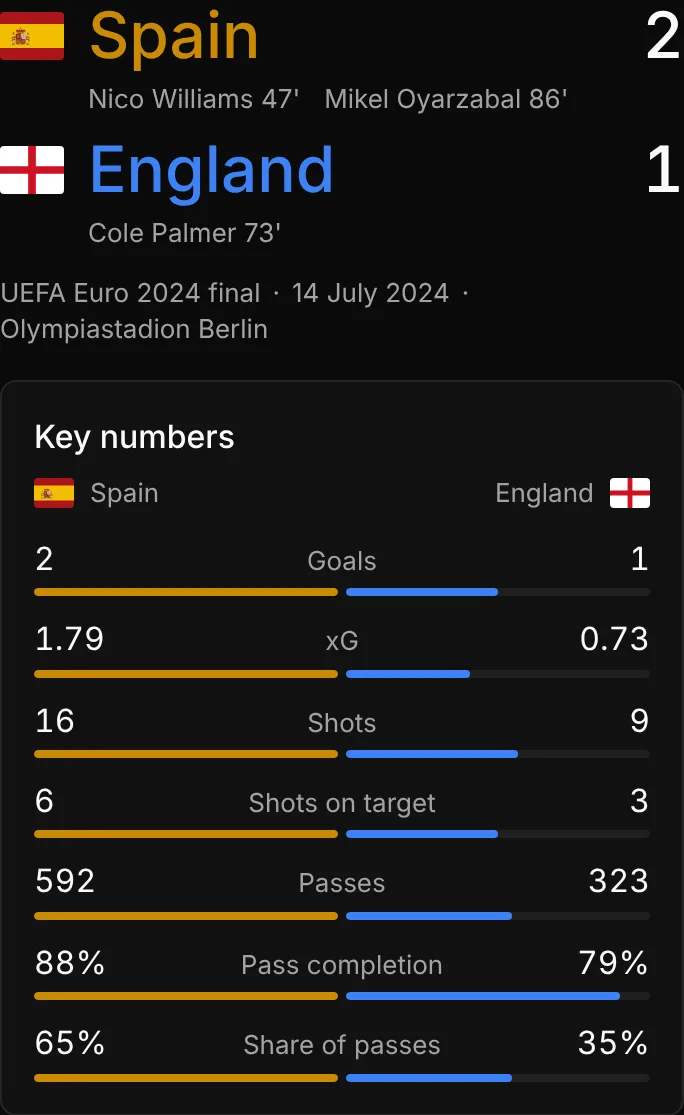 Spain 2
Nico Williams 47' Mikel Oyarzabal 86'
England 1
Cole Palmer 73'
UEFA Euro 2024 final · 14 July 2024 ·
Olympiastadion Berlin
Key numbers
Spain England
2 Goals 1
1.79 xG 0.73
16 Shots 9
6 Shots on target 3
592 Passes 323
88% Pass completion 79%
65% Share of passes 35%